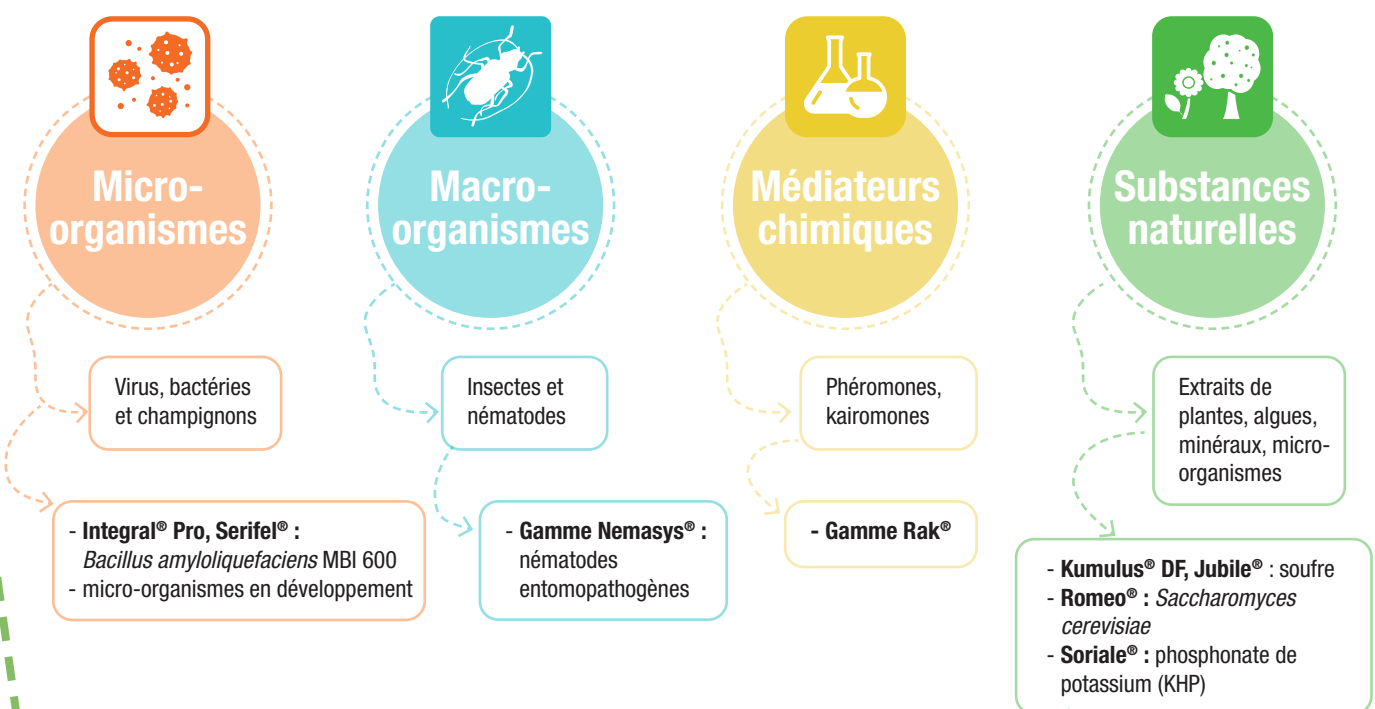 Micro-
organismes
Macro-
organismes
Médiateurs
chimiques
Substances
naturelles
Virus, bactéries
et champignons
Insectes et
nématodes
Phéromones,
kairomones
Extraits de
plantes, algues,
minéraux, micro-
organismes
- Integral® Pro, Serifel® :
Bacillus amyloliquefaciens MBI 600
- micro-organismes en développement
- Gamme Nemasys® :
nématodes
entomopathogènes
- Gamme Rak®
- Kumulus® DF, Jubile® : soufre
- Romeo® : Saccharomyces
cerevisiae
- Soriale® : phosphonate de
potassium (KHP)